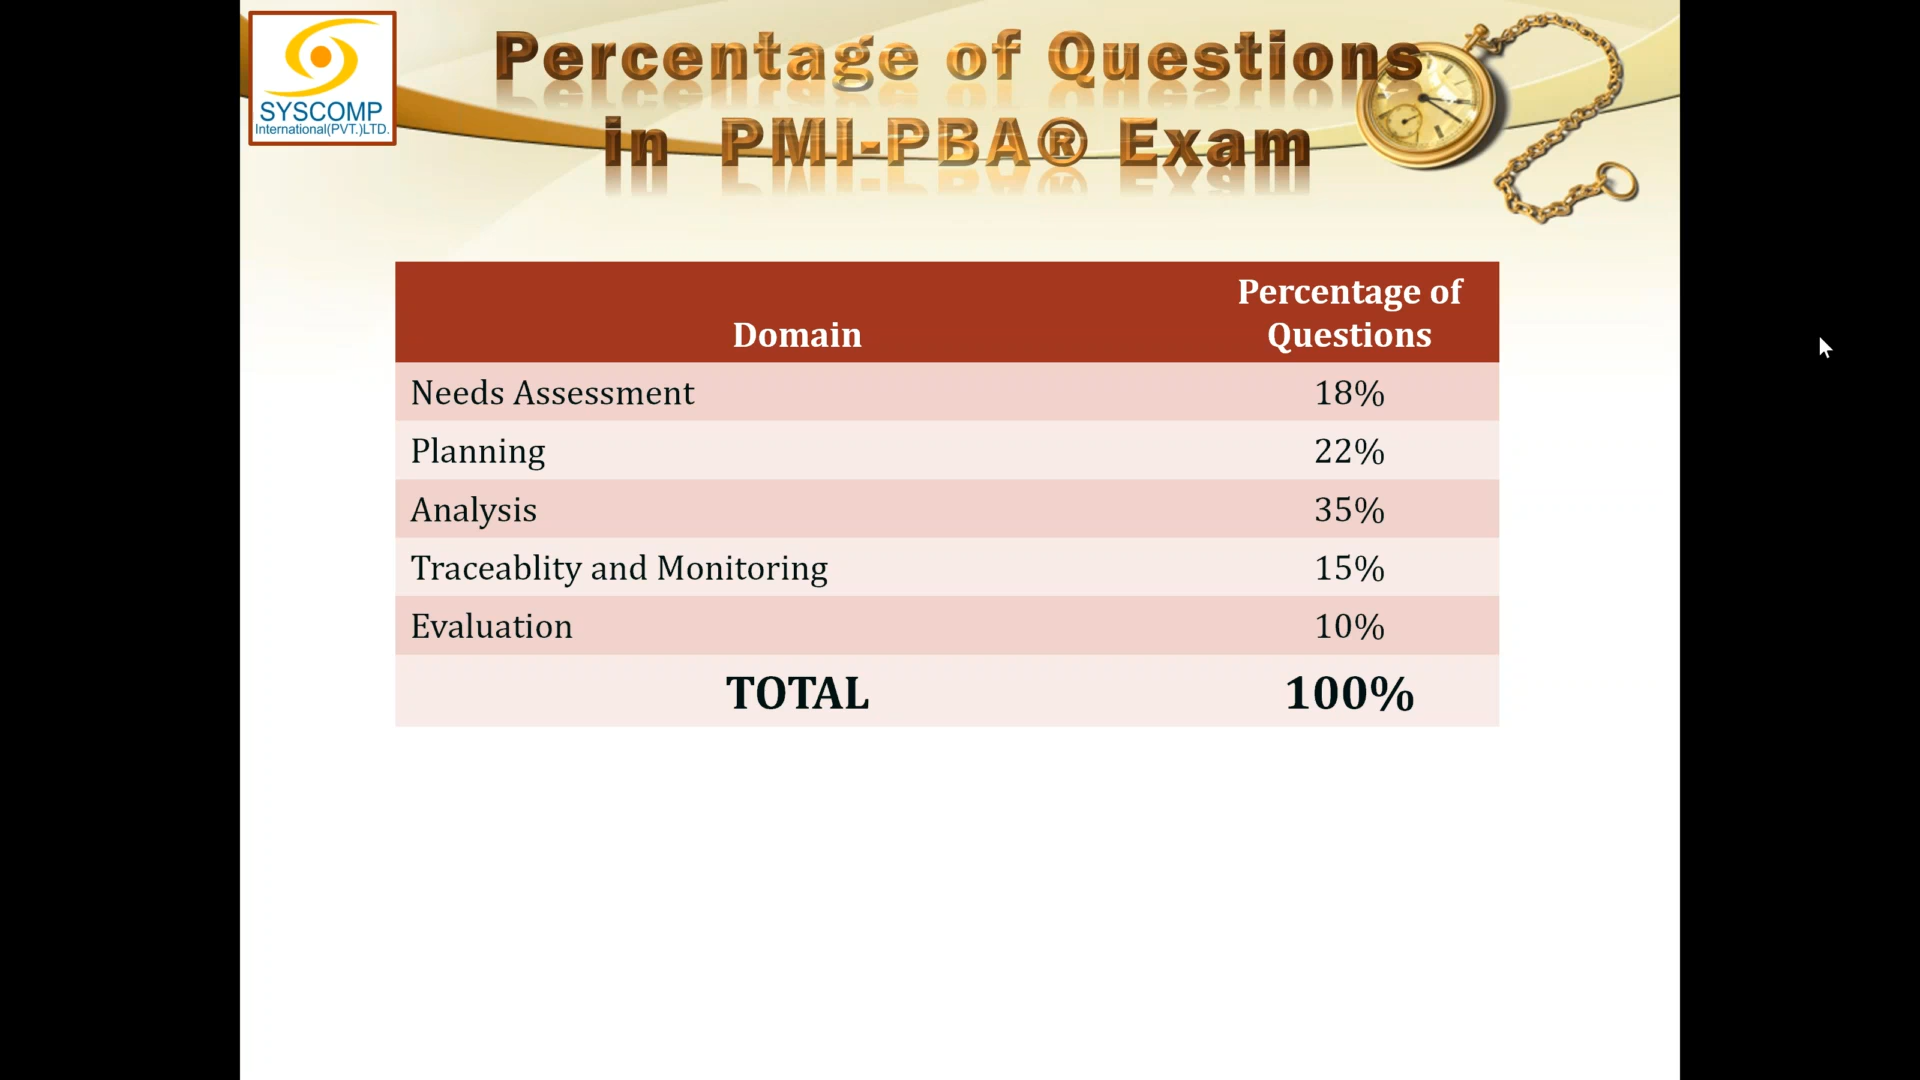 SYSCOMP
International(PVT.)LTD.
Percentage of Questions
in PMI-PBA® Exam
Domain
Percentage of
Questions
Needs Assessment 18%
Planning 22%
Analysis 35%
Traceablity and Monitoring 15%
Evaluation 10%
TOTAL 100%